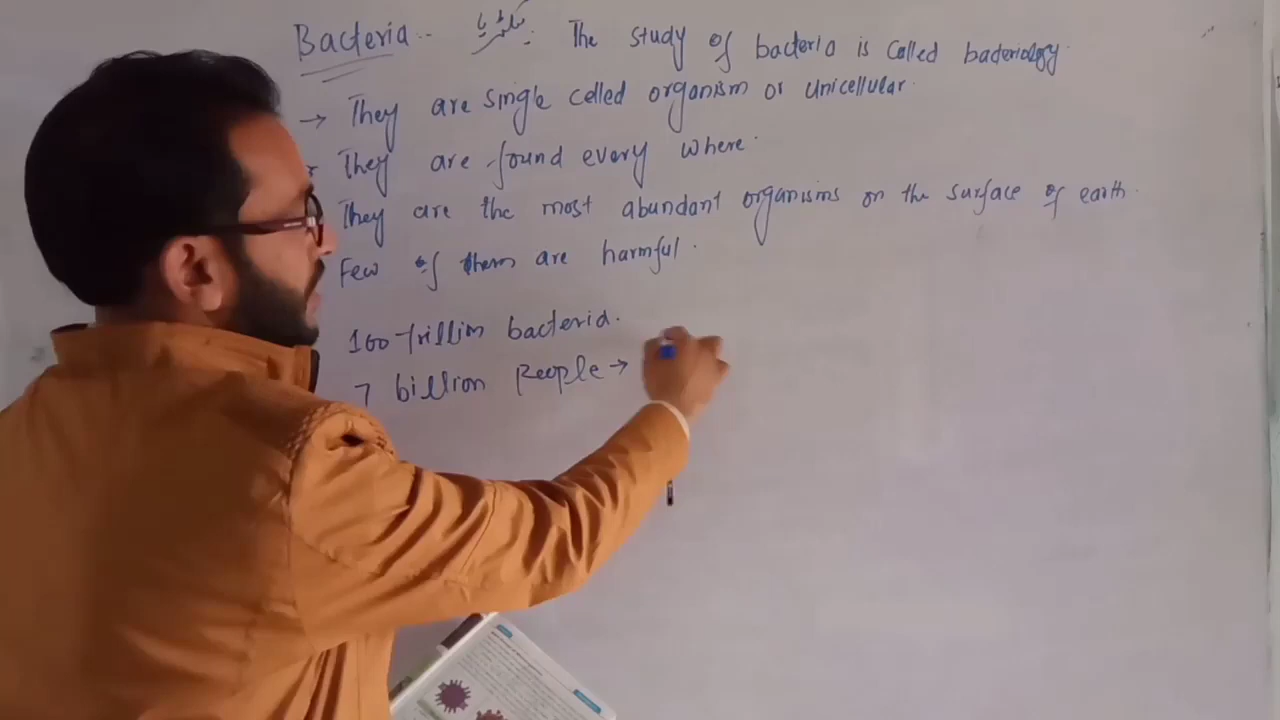 Bacteria The study of bacteria is called bacteriology.
→ They are single celled organism or unicellular.
They are found every where.
They are the most abundant organisms on the surface of earth.
Few of them are harmful.
100 trillion bacteria.
7 billion people →